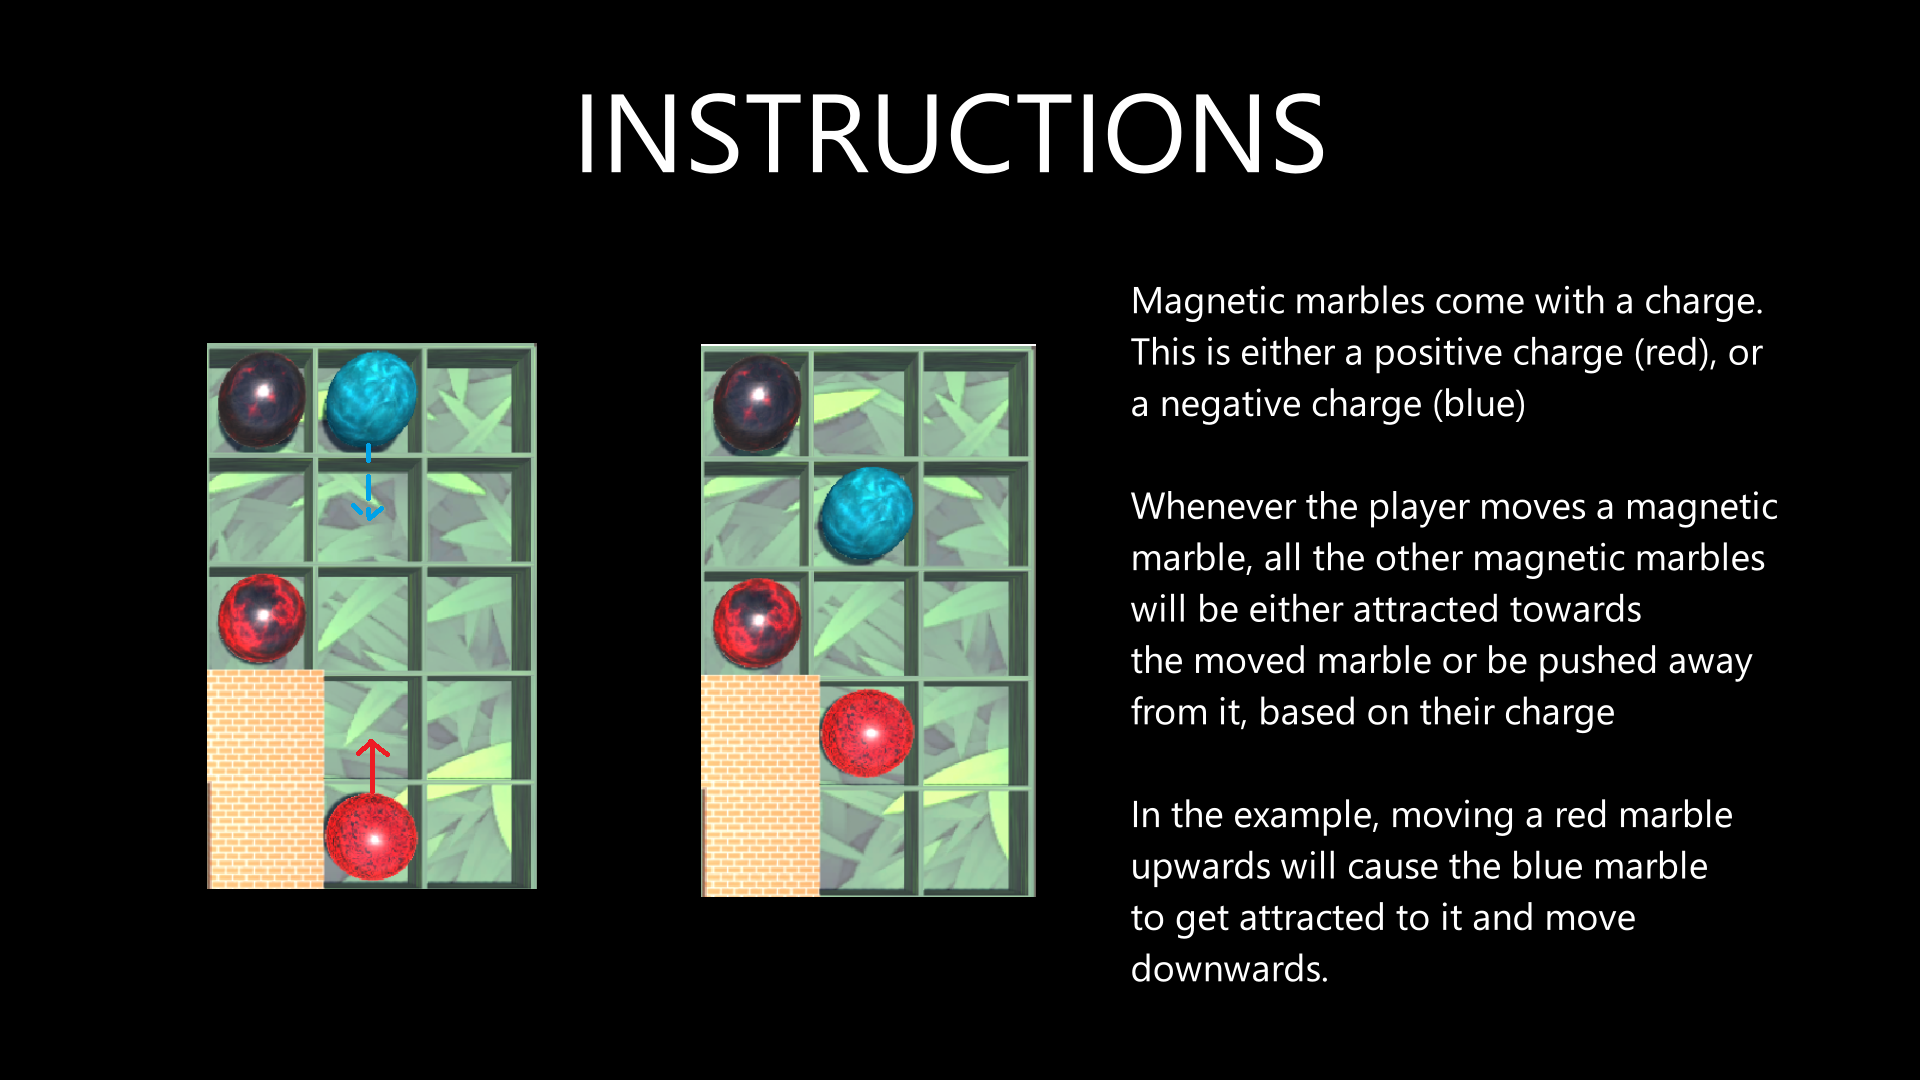 INSTRUCTIONS
Magnetic marbles come with a charge.
This is either a positive charge (red), or
a negative charge (blue)
Whenever the player moves a magnetic
marble, all the other magnetic marbles
will be either attracted towards
the moved marble or be pushed away
from it, based on their charge
In the example, moving a red marble
upwards will cause the blue marble
to get attracted to it and move
downwards.